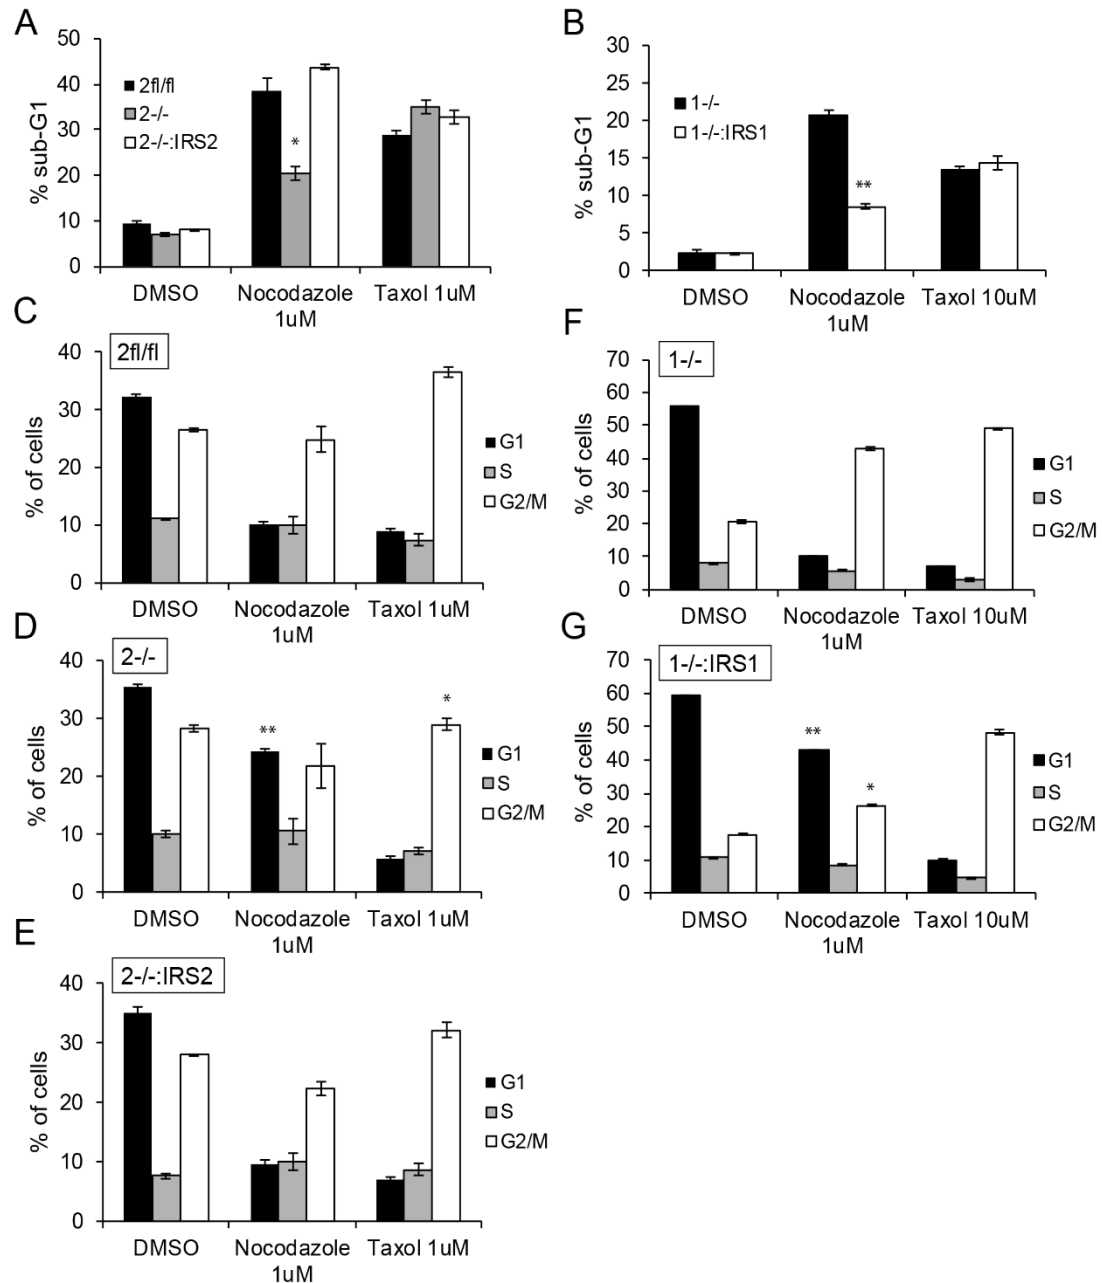 A
50
40
30
20
10
0
% sub-G1
2fl/fl
2-/-
2-/-:IRS2
*
DMSO
Nocodazole
1uM
Taxol 1uM
B
30
25
20
15
10
5
0
% sub-G1
1-/-
1-/-:IRS1
**
DMSO
Nocodazole
1uM
Taxol 10uM
C
2fl/fl
40
30
20
10
0
% of cells
G1
S
G2/M
DMSO
Nocodazole
1uM
Taxol 1uM
D
2-/-
40
30
20
10
0
% of cells
**
*
G1
S
G2/M
DMSO
Nocodazole
1uM
Taxol 1uM
E
2-/-:IRS2
40
30
20
10
0
% of cells
G1
S
G2/M
DMSO
Nocodazole
1uM
Taxol 1uM
F
1-/-
70
60
50
40
30
20
10
0
% of cells
G1
S
G2/M
DMSO
Nocodazole
1uM
Taxol 10uM
G
1-/-:IRS1
70
60
50
40
30
20
10
0
% of cells
**
*
G1
S
G2/M
DMSO
Nocodazole
1uM
Taxol 10uM